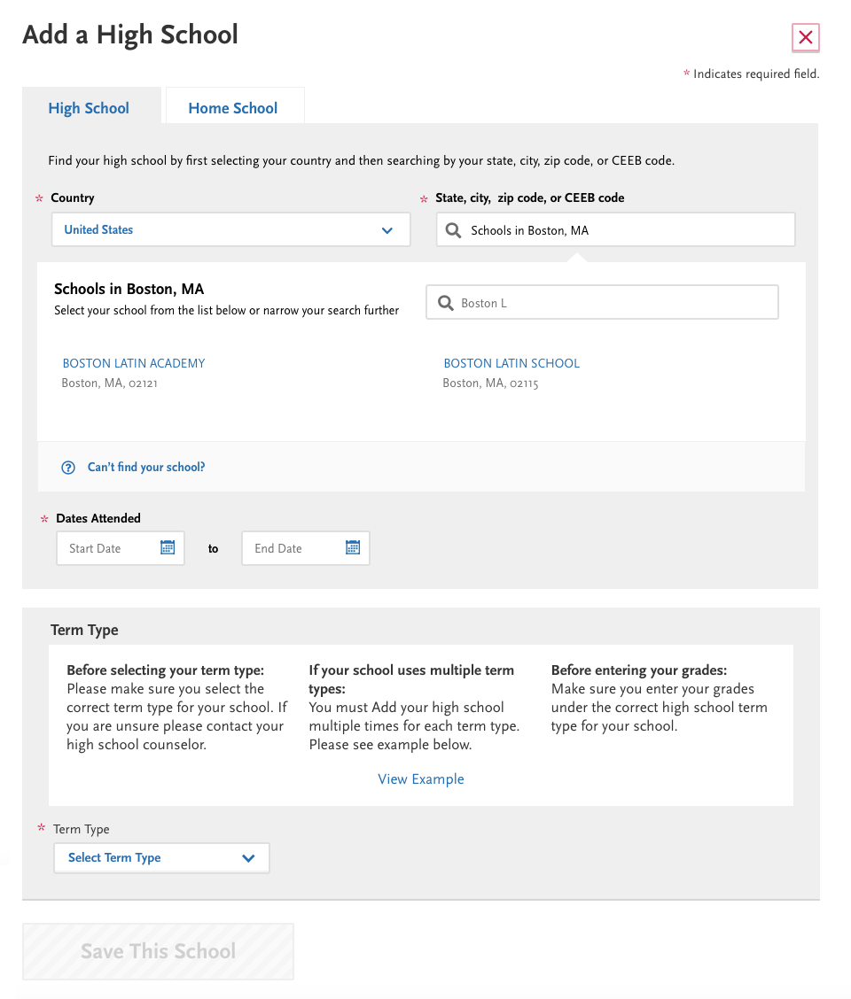 Add a High School
* Indicates required field.
High School
Home School
Find your high school by first selecting your country and then searching by your state, city, zip code, or CEEB code.
* Country
* State, city, zip code, or CEEB code
United States
Schools in Boston, MA
Schools in Boston, MA
Select your school from the list below or narrow your search further
Boston L
BOSTON LATIN ACADEMY
Boston, MA, 02121
BOSTON LATIN SCHOOL
Boston, MA, 02115
? Can't find your school?
* Dates Attended
Start Date
to
End Date
Term Type
Before selecting your term type:
Please make sure you select the
correct term type for your school. If
you are unsure please contact your
high school counselor.
If your school uses multiple term
types:
You must Add your high school
multiple times for each term type.
Please see example below.
Before entering your grades:
Make sure you enter your grades
under the correct high school term
type for your school.
View Example
* Term Type
Select Term Type
Save This School